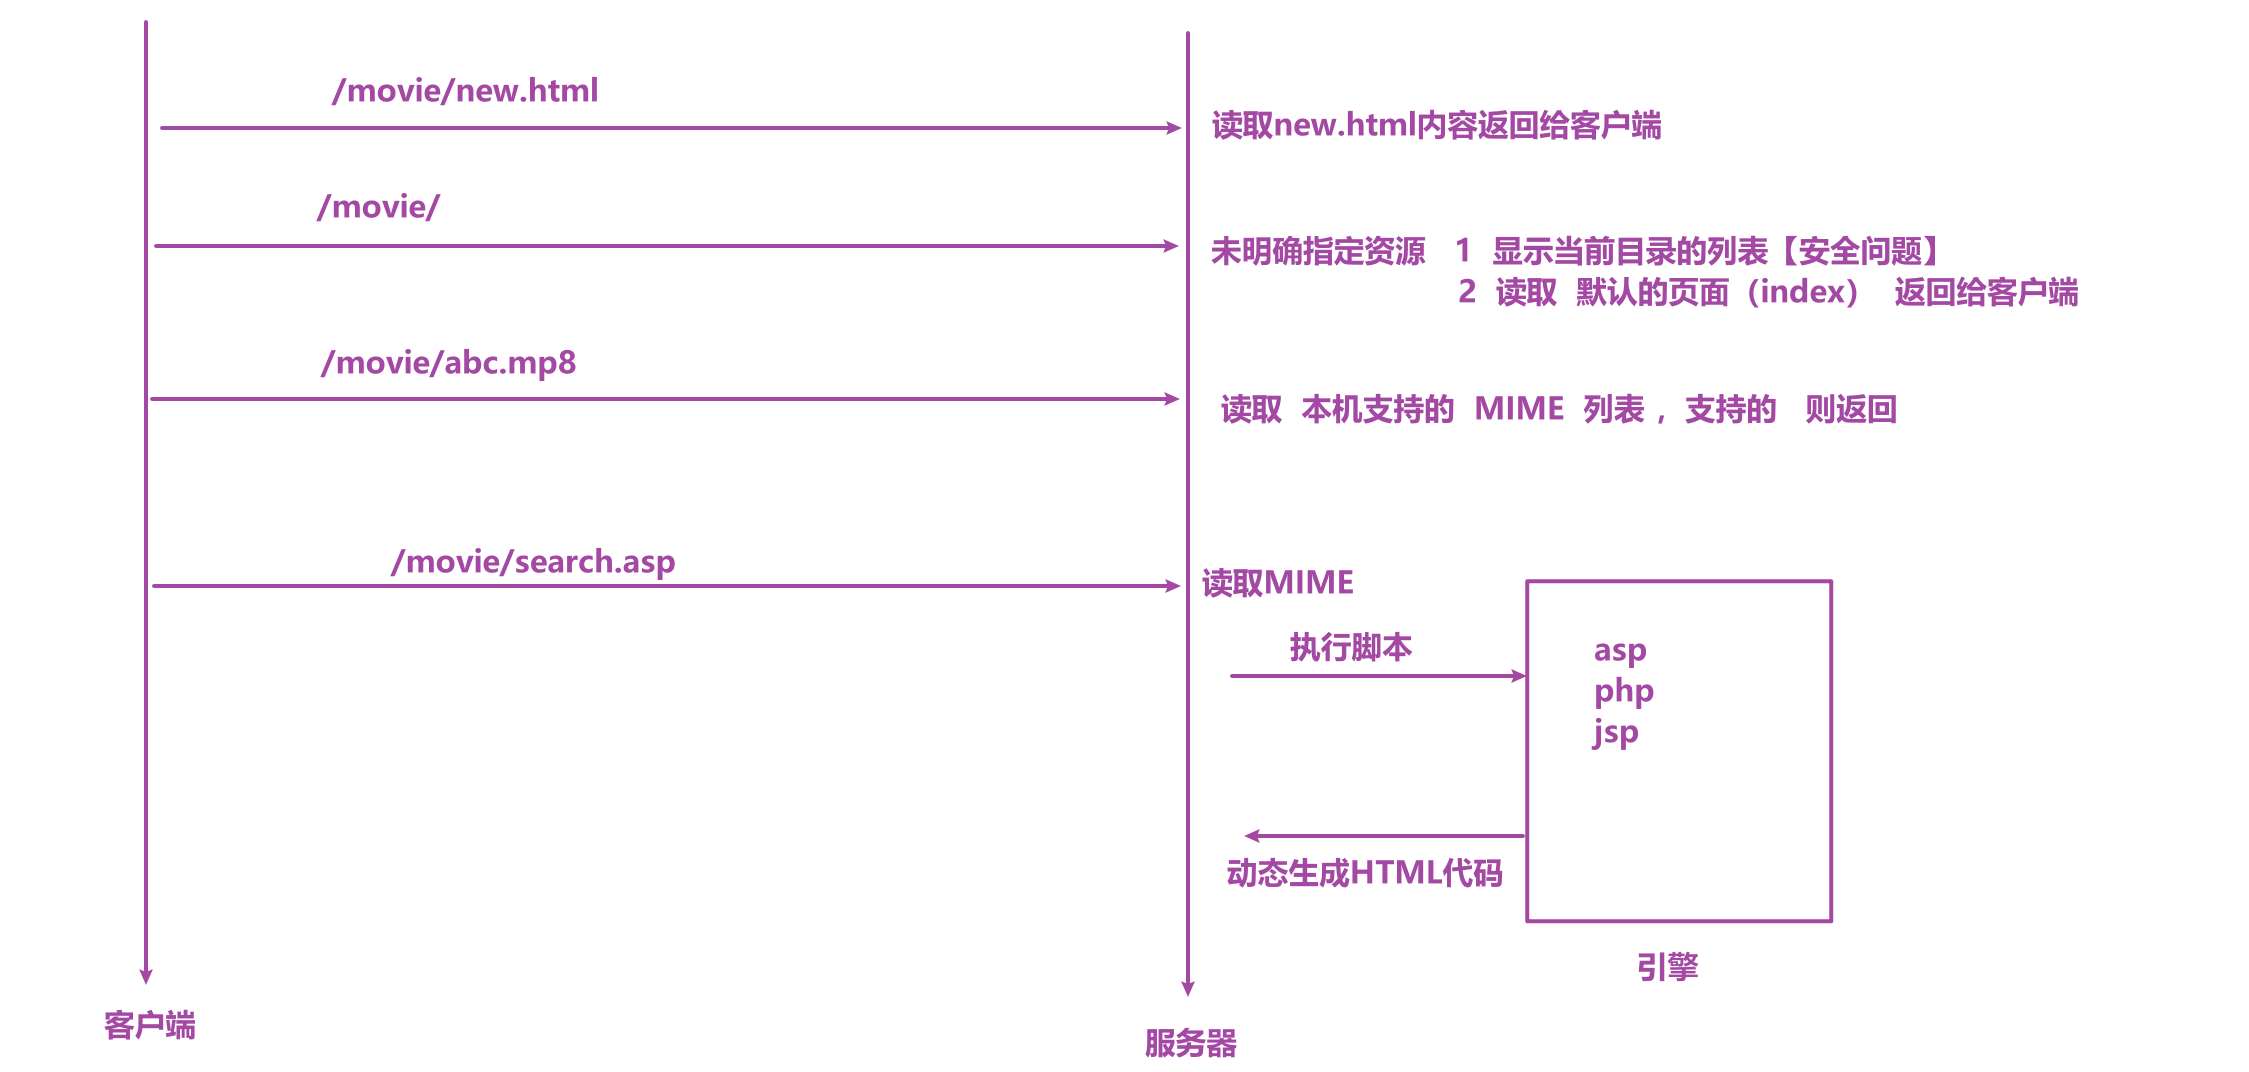 /movie/new.html
读取new.html内容返回给客户端
/movie/
未明确指定资源 1 显示当前目录的列表【安全问题】
2 读取 默认的页面（index） 返回给客户端
/movie/abc.mp8
读取 本机支持的 MIME 列表，支持的 则返回
/movie/search.asp
读取MIME
执行脚本
asp
php
jsp
动态生成HTML代码
引擎
客户端
服务器